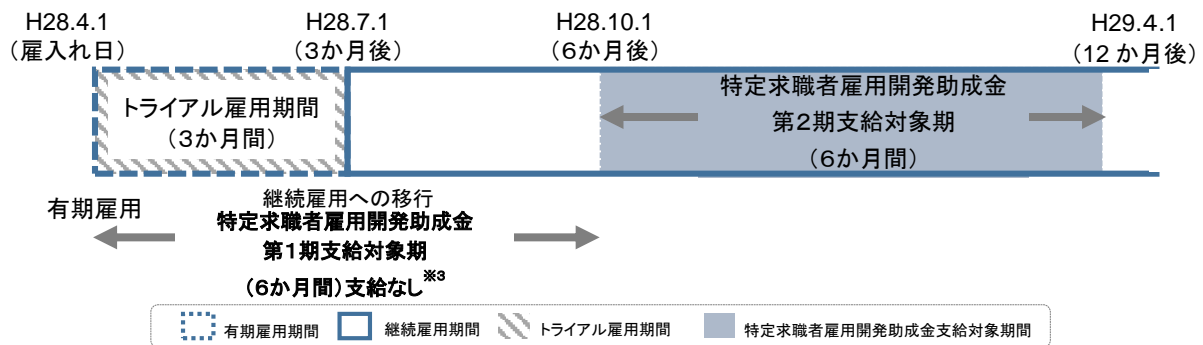 H28.4.1
(雇入れ日)
H28.7.1
(3か月後)
H28.10.1
(6か月後)
H29.4.1
(12か月後)
トライアル雇用期間
(3か月間)
特定求職者雇用開発助成金
第2期支給対象期
(6か月間)
有期雇用
継続雇用への移行
特定求職者雇用開発助成金
第1期支給対象期
(6か月間)支給なし※3
有期雇用期間
継続雇用期間
トライアル雇用期間
特定求職者雇用開発助成金支給対象期間